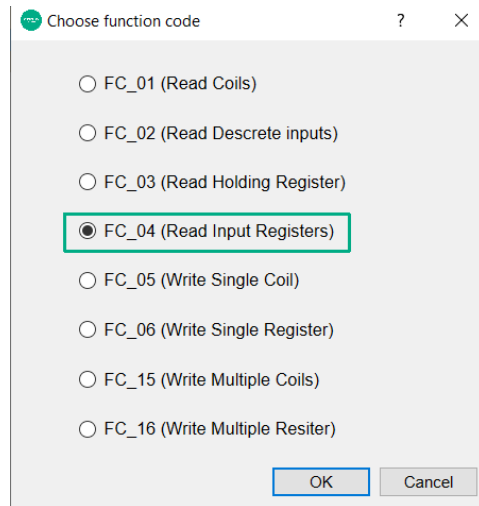 Choose function code
?
FC_01 (Read Coils)
FC_02 (Read Descrete inputs)
FC_03 (Read Holding Register)
FC_04 (Read Input Registers)
FC_05 (Write Single Coil)
FC_06 (Write Single Register)
FC_15 (Write Multiple Coils)
FC_16 (Write Multiple Resiter)
OK
Cancel